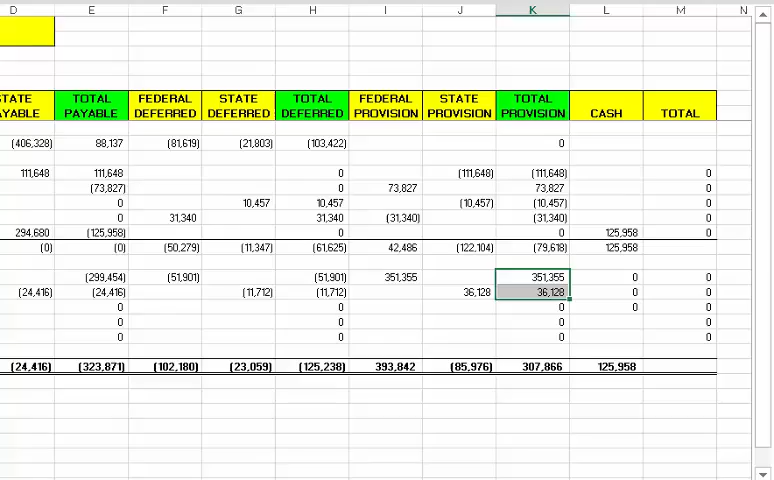 D E F G H I J K L M N
TATE TOTAL FEDERAL STATE TOTAL FEDERAL STATE TOTAL
AYABLE PAYABLE DEFERRED DEFERRED DEFERRED PROVISION PROVISION PROVISION CASH TOTAL
(406,328) 88,137 (81,619) (21,803) (103,422) 0
111,648 111,648 0 (111,648) (111,648) 0
(73,827) 0 73,827 73,827 0
0 10,457 10,457 (10,457) (10,457) 0
0 31,340 31,340 (31,340) (31,340) 0
294,680 (125,958) 0 0 125,958 0
(0) (0) (50,279) (11,347) (61,625) 42,486 (122,104) (79,618) 125,958
(299,454) (51,901) (51,901) 351,355 351,355 0 0
(24,416) (24,416) (11,712) (11,712) 36,128 36,128 0 0
0 0 0 0 0
0 0 0 0
0 0 0 0
(24,416) (323,871) (102,180) (23,059) (125,238) 393,842 (85,976) 307,866 125,958